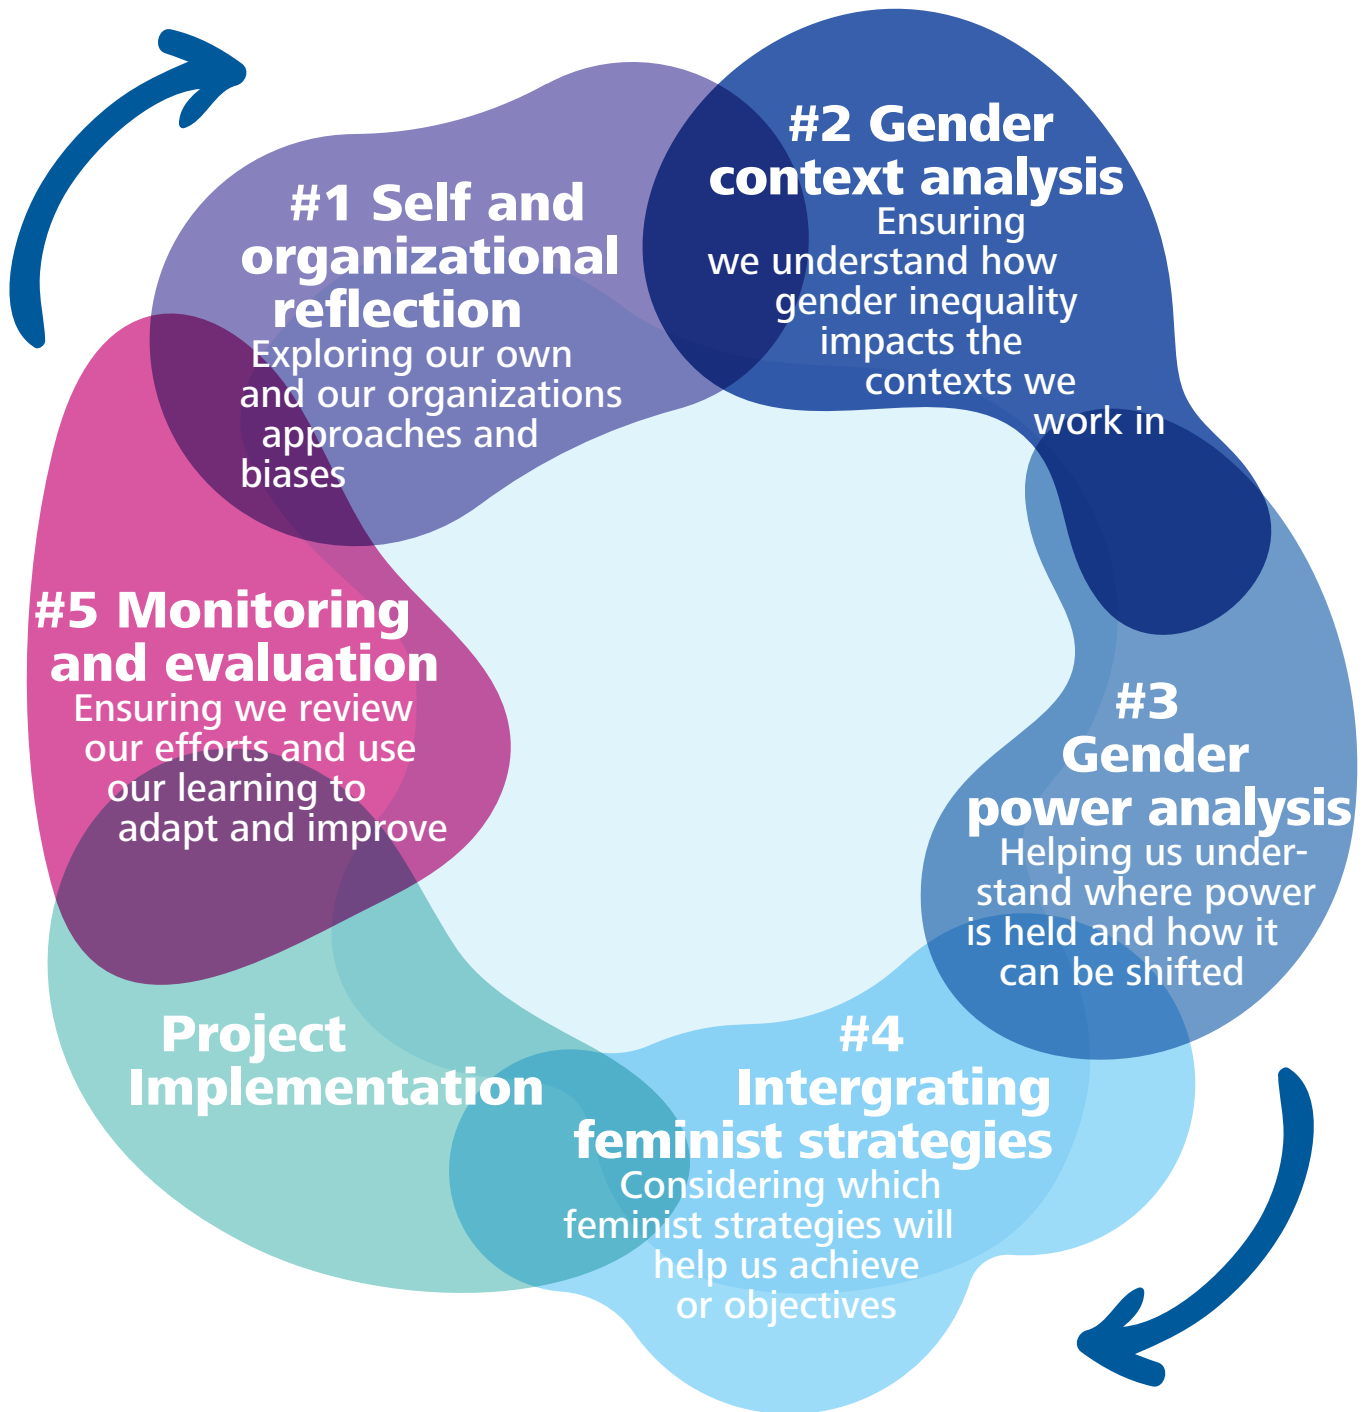 #1 Self and
organizational
reflection
Exploring our own
and our organizations
approaches and
biases
#2 Gender
context analysis
Ensuring
we understand how
gender inequality
impacts the
contexts we
work in
#3
Gender
power analysis
Helping us under-
stand where power
is held and how it
can be shifted
#4
Intergrating
feminist strategies
Considering which
feminist strategies will
help us achieve
or objectives
Project
Implementation
#5 Monitoring
and evaluation
Ensuring we review
our efforts and use
our learning to
adapt and improve